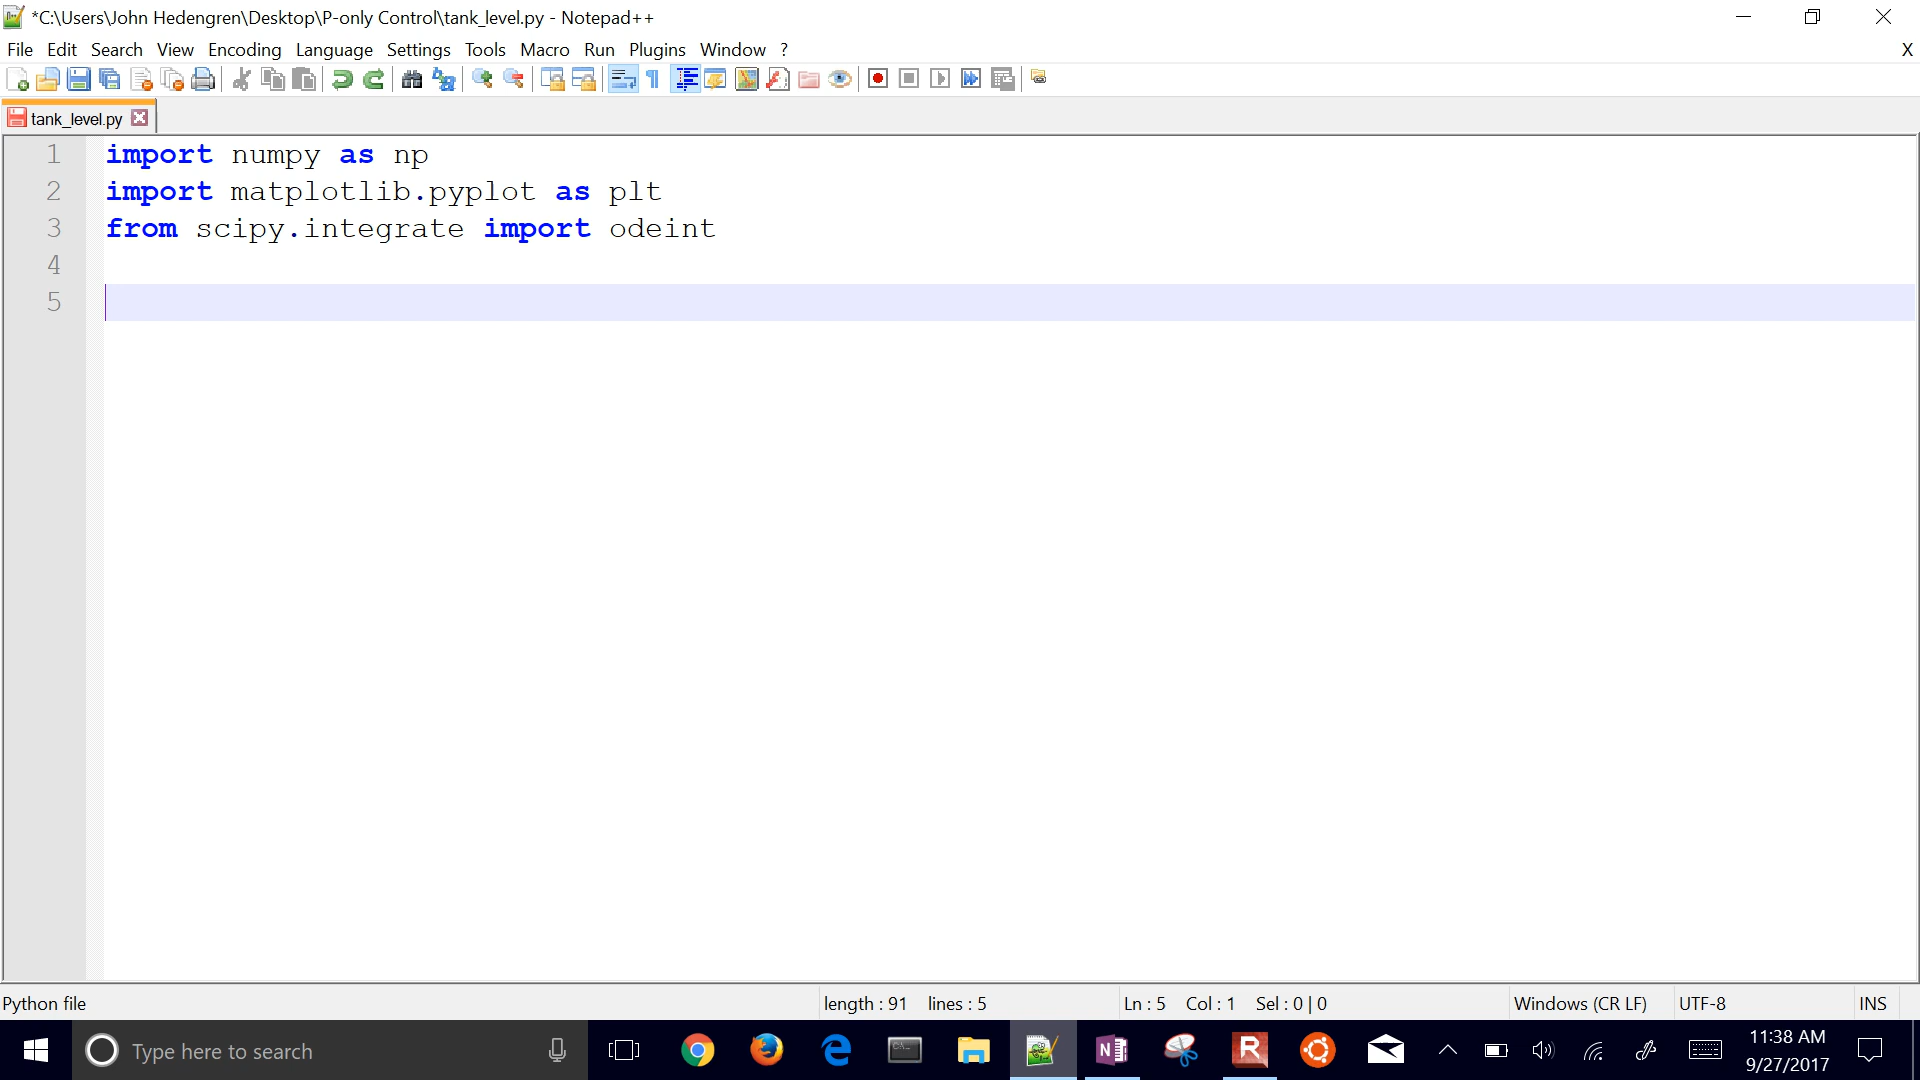 *C:\Users\John Hedengren\Desktop\P-only Control\tank_level.py - Notepad++
File Edit Search View Encoding Language Settings Tools Macro Run Plugins Window ? X
tank_level.py
1 import numpy as np
2 import matplotlib.pyplot as plt
3 from scipy.integrate import odeint
4
5
Python file length : 91 lines : 5 Ln : 5 Col : 1 Sel : 0 | 0 Windows (CR LF) UTF-8 INS
Type here to search 11:38 AM
9/27/2017